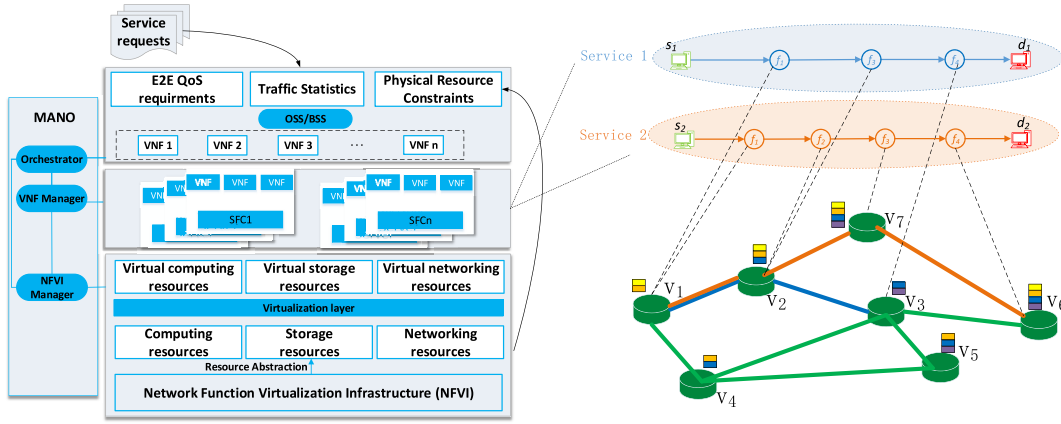 Service
requests
E2E QoS
requirments
Traffic Statistics
Physical Resource
Constraints
OSS/BSS
VNF 1
VNF 2
VNF 3
...
VNF n
MANO
Orchestrator
VNF Manager
NFVI
Manager
VNF
VNF
VNF
SFC1
VNF
VNF
VNF
SFCn
Virtual computing
resources
Virtual storage
resources
Virtual networking
resources
Virtualization layer
Computing
resources
Storage
resources
Networking
resources
Resource Abstraction
Network Function Virtualization Infrastructure (NFVI)
Service 1
s1
f1
f3
f4
d1
Service 2
s2
f1
f2
f3
f4
d2
V1
V2
V3
V4
V5
V6
V7